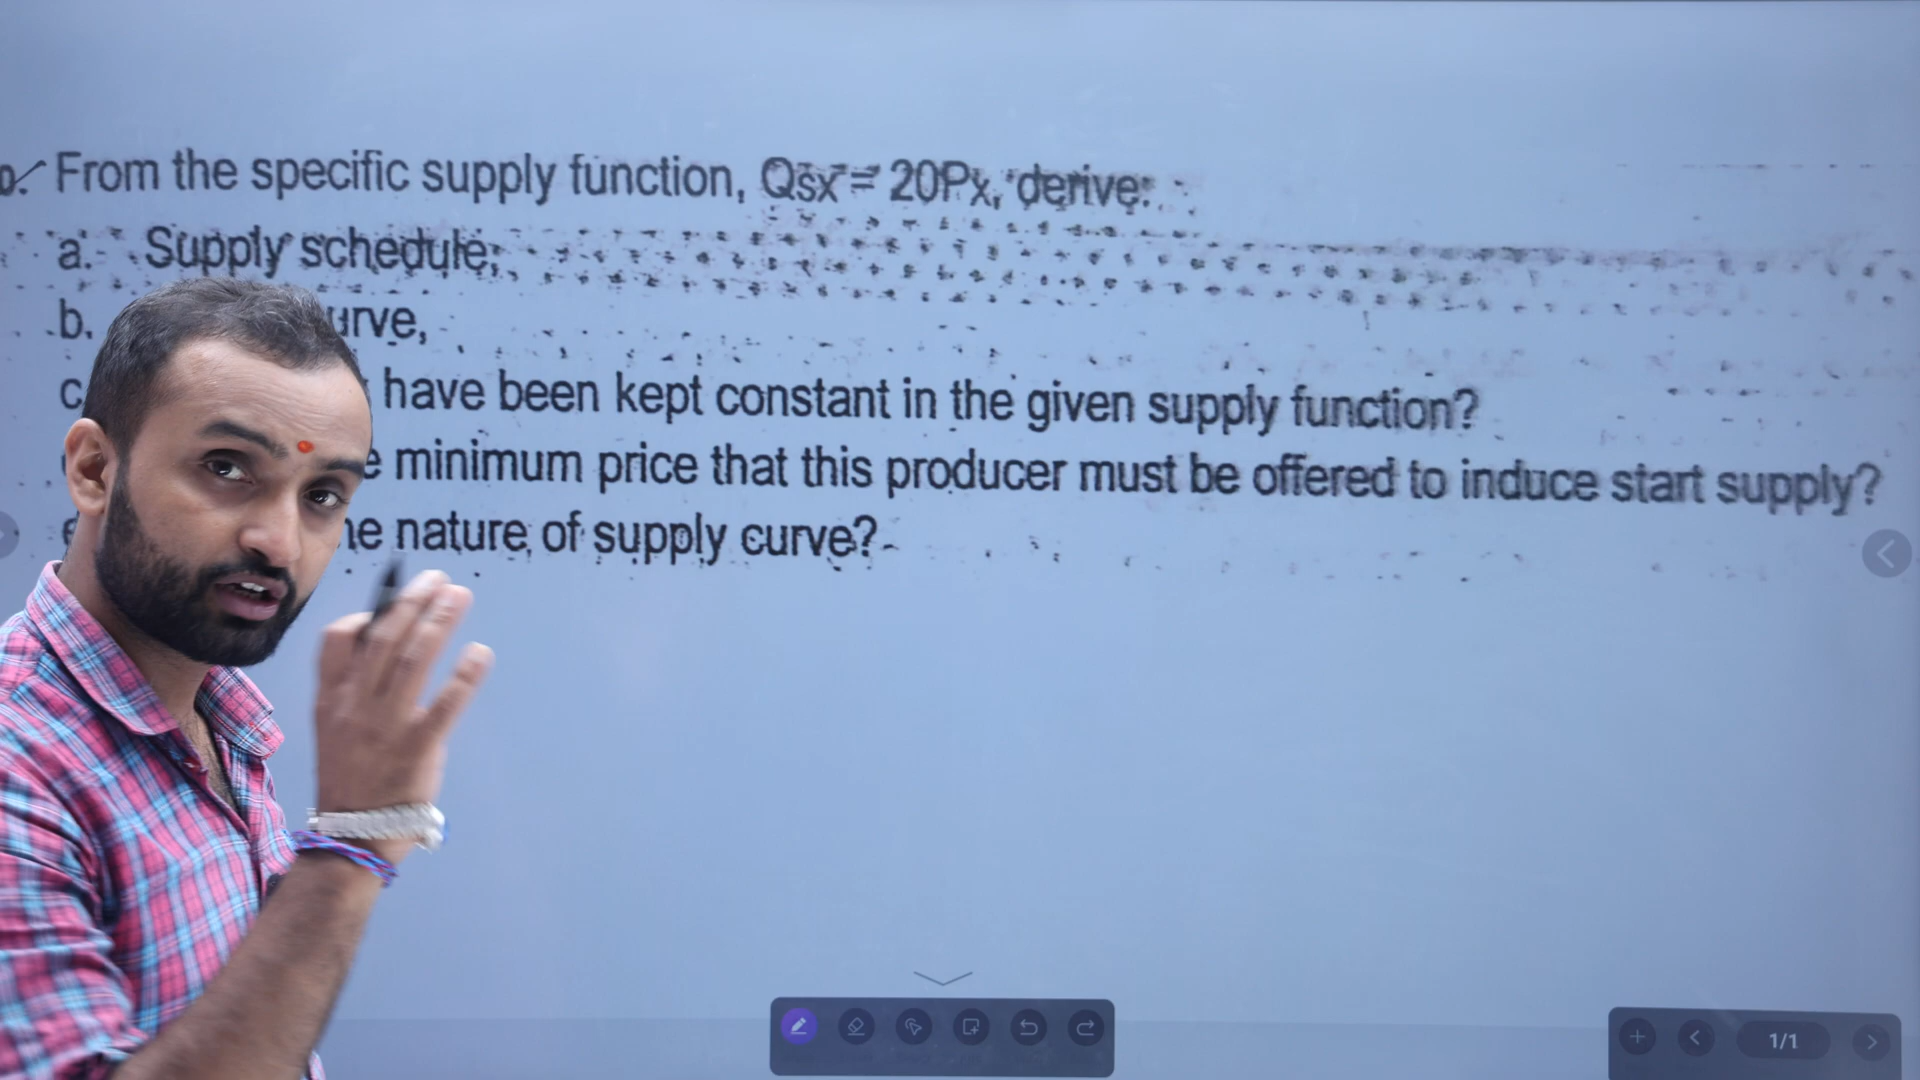 From the specific supply function, Qsx = 20Px, derive:
a. Supply schedule,
b. urve,
c have been kept constant in the given supply function?
e minimum price that this producer must be offered to induce start supply?
e he nature of supply curve?
1/1